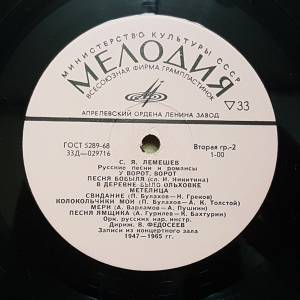 МИНИСТЕРСТВО КУЛЬТУРЫ СССР
МЕЛОДИЯ
ВСЕСОЮЗНАЯ ФИРМА ГРАМПЛАСТИНОК
АПРЕЛЕВСКИЙ ОРДЕНА ЛЕНИНА ЗАВОД
▽ 33
ГОСТ 5289-68
Вторая гр.-2
33Д—029716
1-00
С. Я. ЛЕМЕШЕВ
Русские песни и романсы
У ВОРОТ, ВОРОТ
ПЕСНЯ БОБЫЛЯ (сл. И. Никитина)
В ДЕРЕВНЕ БЫЛО ОЛЬХОВКЕ
МЕТЕЛИЦА
СВИДАНИЕ (П. Булахов—Н. Греков)
КОЛОКОЛЬЧИКИ МОИ (П. Булахов—А. К. Толстой)
МЕРИ (А. Варламов—А. Пушкин)
ПЕСНЯ ЯМЩИКА (А. Гурилев—К. Бахтурин)
Орк. русских нар. инстр.
Дириж. В. ФЕДОСЕЕВ
Записи из концертного зала
1947—1965 гг.